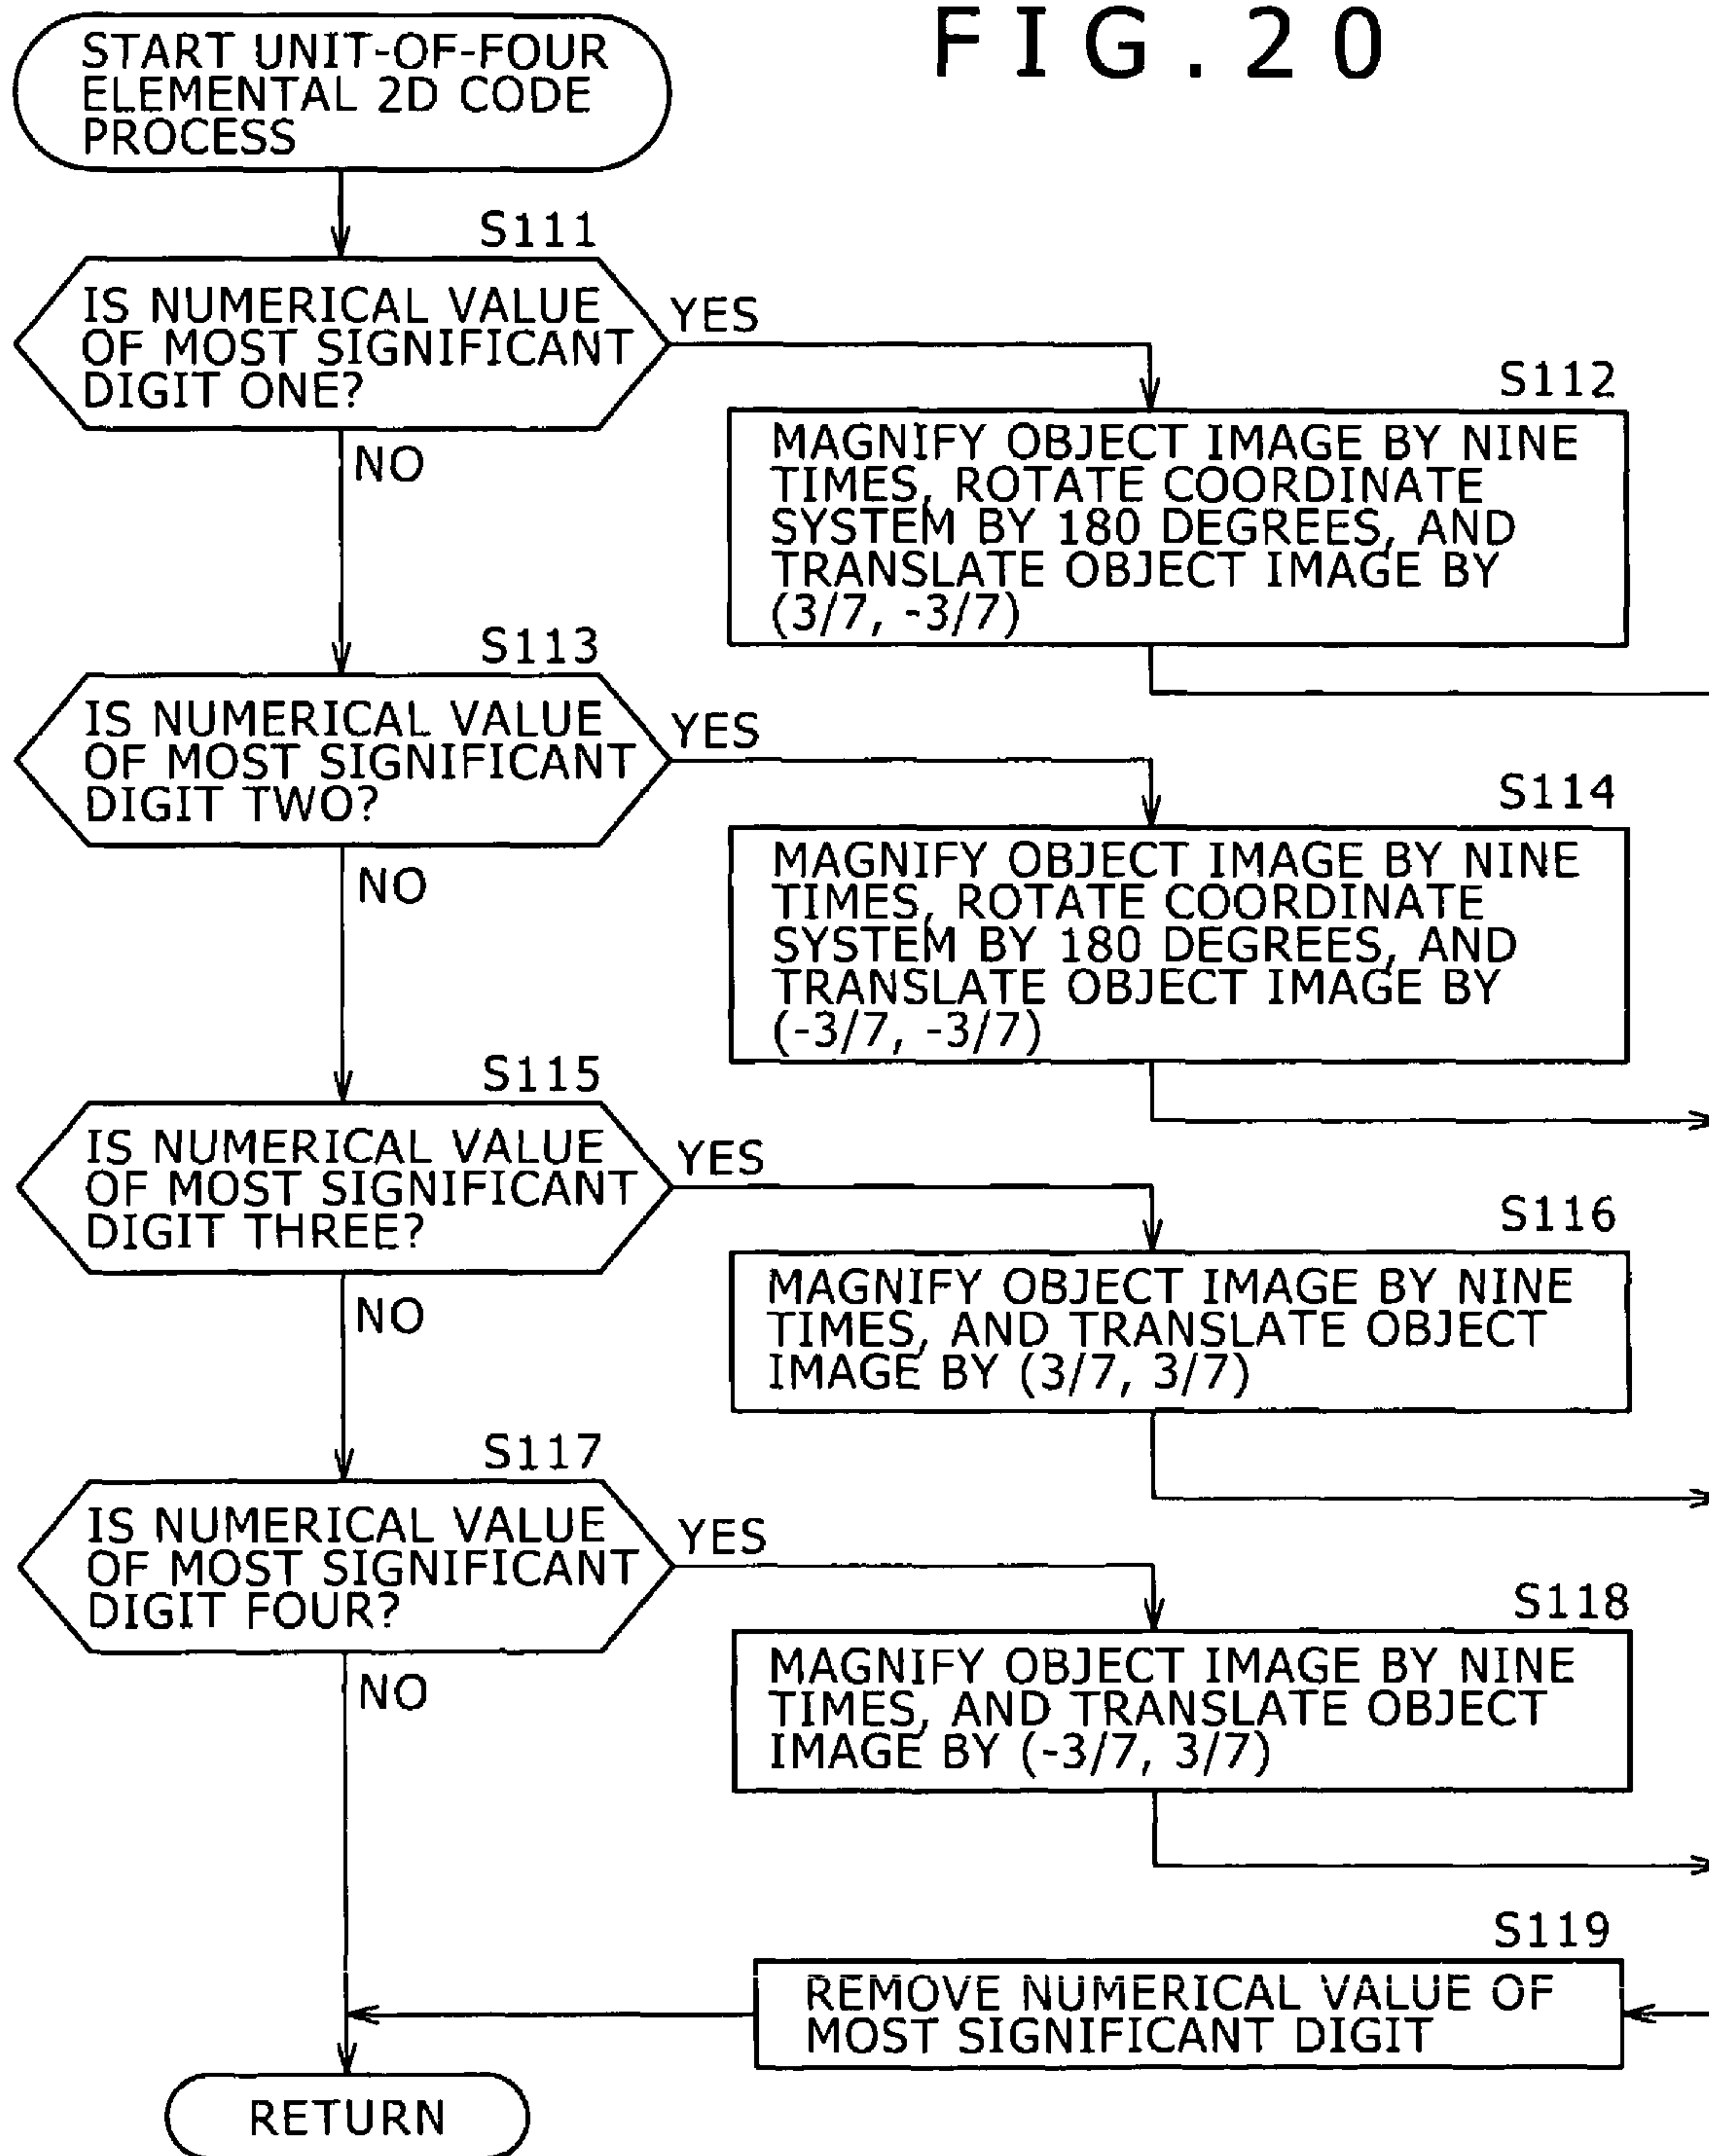 FIG.20
START UNIT-OF-FOUR
ELEMENTAL 2D CODE
PROCESS
S111
IS NUMERICAL VALUE
OF MOST SIGNIFICANT
DIGIT ONE?
YES
NO
S112
MAGNIFY OBJECT IMAGE BY NINE
TIMES, ROTATE COORDINATE
SYSTEM BY 180 DEGREES, AND
TRANSLATE OBJECT IMAGE BY
(3/7, -3/7)
S113
IS NUMERICAL VALUE
OF MOST SIGNIFICANT
DIGIT TWO?
YES
NO
S114
MAGNIFY OBJECT IMAGE BY NINE
TIMES, ROTATE COORDINATE
SYSTEM BY 180 DEGREES, AND
TRANSLATE OBJECT IMAGE BY
(-3/7, -3/7)
S115
IS NUMERICAL VALUE
OF MOST SIGNIFICANT
DIGIT THREE?
YES
NO
S116
MAGNIFY OBJECT IMAGE BY NINE
TIMES, AND TRANSLATE OBJECT
IMAGE BY (3/7, 3/7)
S117
IS NUMERICAL VALUE
OF MOST SIGNIFICANT
DIGIT FOUR?
YES
NO
S118
MAGNIFY OBJECT IMAGE BY NINE
TIMES, AND TRANSLATE OBJECT
IMAGE BY (-3/7, 3/7)
S119
REMOVE NUMERICAL VALUE OF
MOST SIGNIFICANT DIGIT
RETURN